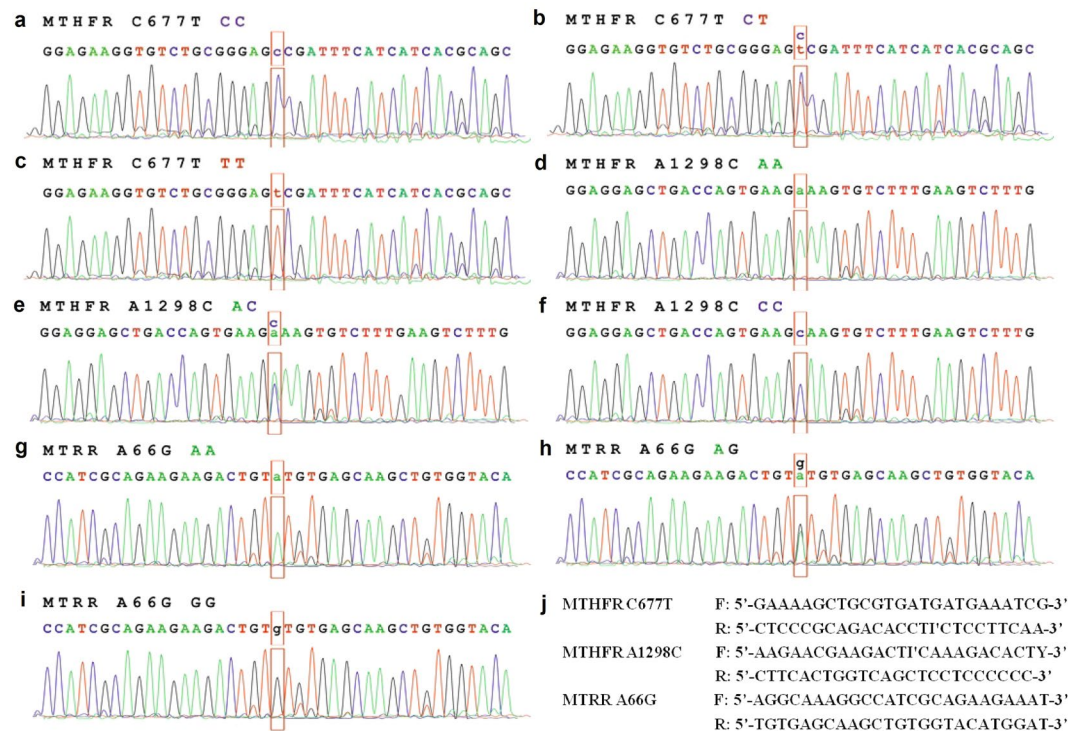 a MTHFR C677T CC
GGAGAAGGTGTCTGCGGGAGcCGATTTCATCATCACGCAGC
b MTHFR C677T CT
c
GGAGAAGGTGTCTGCGGGAGtCGATTTCATCATCACGCAGC
c MTHFR C677T TT
GGAGAAGGTGTCTGCGGGAGtCGATTTCATCATCACGCAGC
d MTHFR A1298C AA
GGAGGAGCTGACCAGTGAAGaAAGTGTCTTTGAAGTCTTTG
e MTHFR A1298C AC
c
GGAGGAGCTGACCAGTGAAGaAAGTGTCTTTGAAGTCTTTG
f MTHFR A1298C CC
GGAGGAGCTGACCAGTGAAGcAAGTGTCTTTGAAGTCTTTG
g MTRR A66G AA
CCATCGCAGAAGAAGACTGTaTGTGAGCAAGCTGTGGTACA
h MTRR A66G AG
g
CCATCGCAGAAGAAGACTGTaTGTGAGCAAGCTGTGGTACA
i MTRR A66G GG
CCATCGCAGAAGAAGACTGTgTGTGAGCAAGCTGTGGTACA
j MTHFR C677T F: 5'-GAAAAGCTGCGTGATGATGAAATCG-3'
R: 5'-CTCCCGCAGACACCTI'CTCCTTCAA-3'
MTHFR A1298C F: 5'-AAGAACGAAGACTI'CAAAGACACTY-3'
R: 5'-CTTCACTGGTCAGCTCCTCCCCCC-3'
MTRR A66G F: 5'-AGGCAAAGGCCATCGCAGAAGAAAT-3'
R: 5'-TGTGAGCAAGCTGTGGTACATGGAT-3'